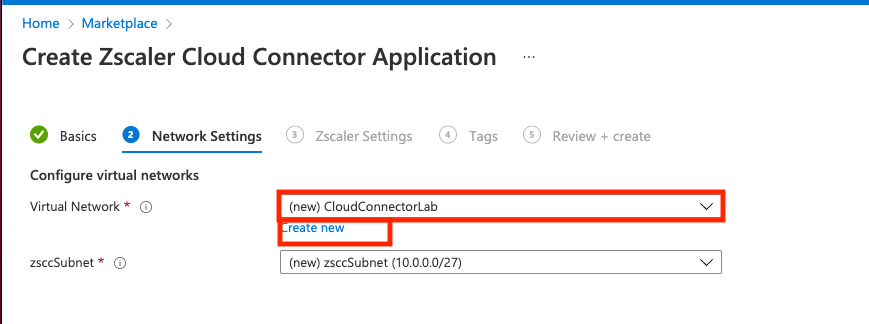 Home > Marketplace >
Create Zscaler Cloud Connector Application ...
Basics 2 Network Settings 3 Zscaler Settings 4 Tags 5 Review + create
Configure virtual networks
Virtual Network * (new) CloudConnectorLab
Create new
zsccSubnet * (new) zsccSubnet (10.0.0.0/27)